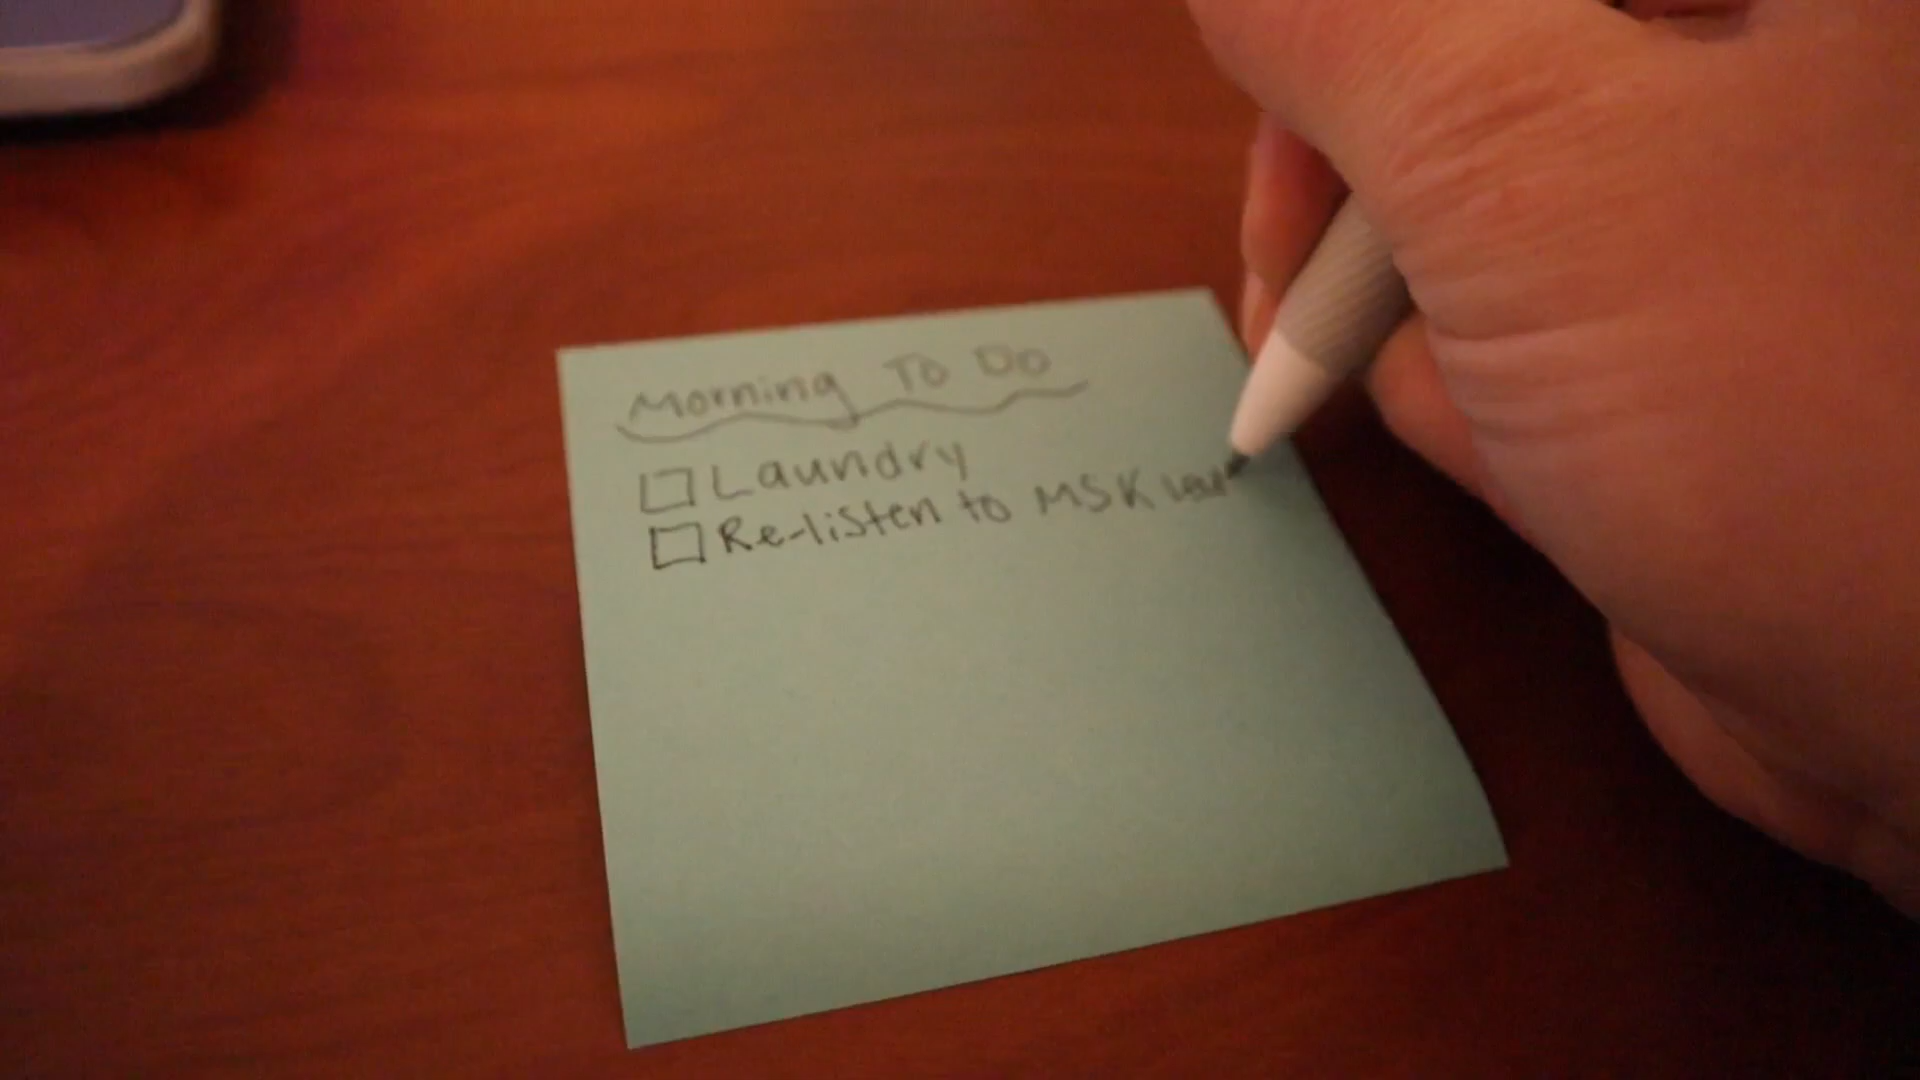 Morning To Do
Laundry
Re-listen to MSK